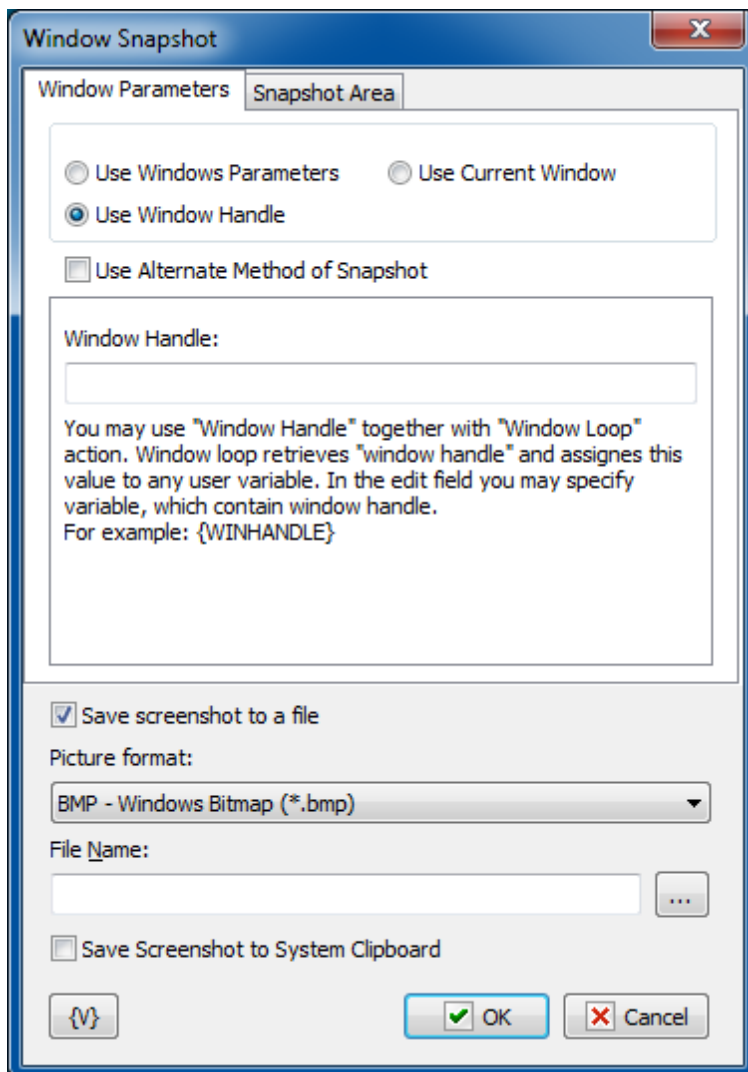 Window Snapshot
Window Parameters Snapshot Area
Use Windows Parameters Use Current Window
Use Window Handle
Use Alternate Method of Snapshot
Window Handle:
You may use "Window Handle" together with "Window Loop"
action. Window loop retrieves "window handle" and assignes this
value to any user variable. In the edit field you may specify
variable, which contain window handle.
For example: {WINHANDLE}
Save screenshot to a file
Picture format:
BMP - Windows Bitmap (*.bmp)
File Name:
...
Save Screenshot to System Clipboard
{V} OK Cancel